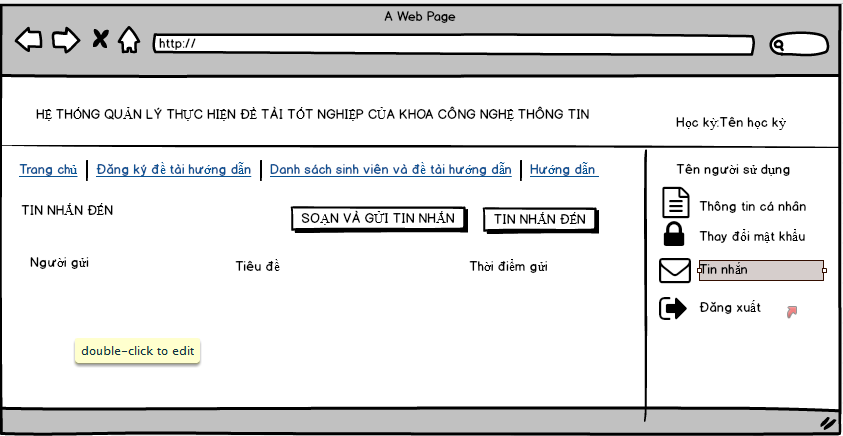 A Web Page
http://
HỆ THỐNG QUẢN LÝ THỰC HIỆN ĐỀ TÀI TỐT NGHIỆP CỦA KHOA CÔNG NGHỆ THÔNG TIN
Học kỳ:Tên học kỳ
Trang chủ | Đăng ký đề tài hướng dẫn | Danh sách sinh viên và đề tài hướng dẫn | Hướng dẫn
Tên người sử dụng
TIN NHẮN ĐẾN
SOẠN VÀ GỬI TIN NHẮN
TIN NHẮN ĐẾN
Thông tin cá nhân
Thay đổi mật khẩu
Người gửi
Tiêu đề
Thời điểm gửi
Tin nhắn
Đăng xuất
double-click to edit